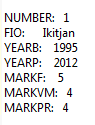 NUMBER: 1
FIO: Ikitjan
YEARB: 1995
YEARP: 2012
MARKF: 5
MARKVM: 4
MARKPR: 4